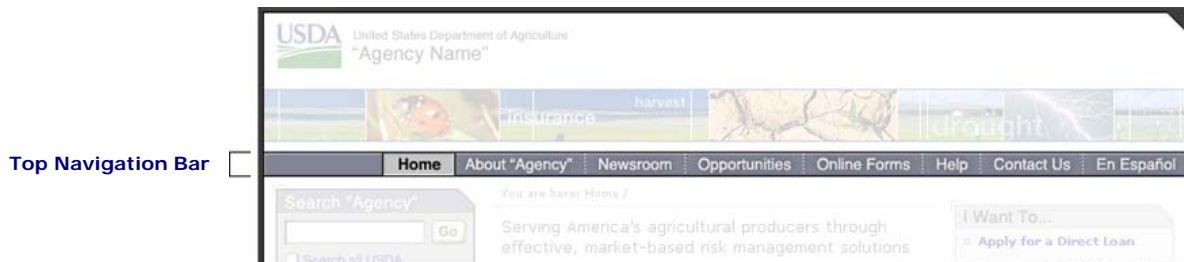 USDA
United States Department of Agriculture
"Agency Name"
insurance
harvest
drought
Top Navigation Bar
Home About "Agency" Newsroom Opportunities Online Forms Help Contact Us En Español
Search "Agency"
Go
Search all USDA
You are here: Home /
Serving America's agricultural producers through
effective, market-based risk management solutions
I Want To...
Apply for a Direct Loan